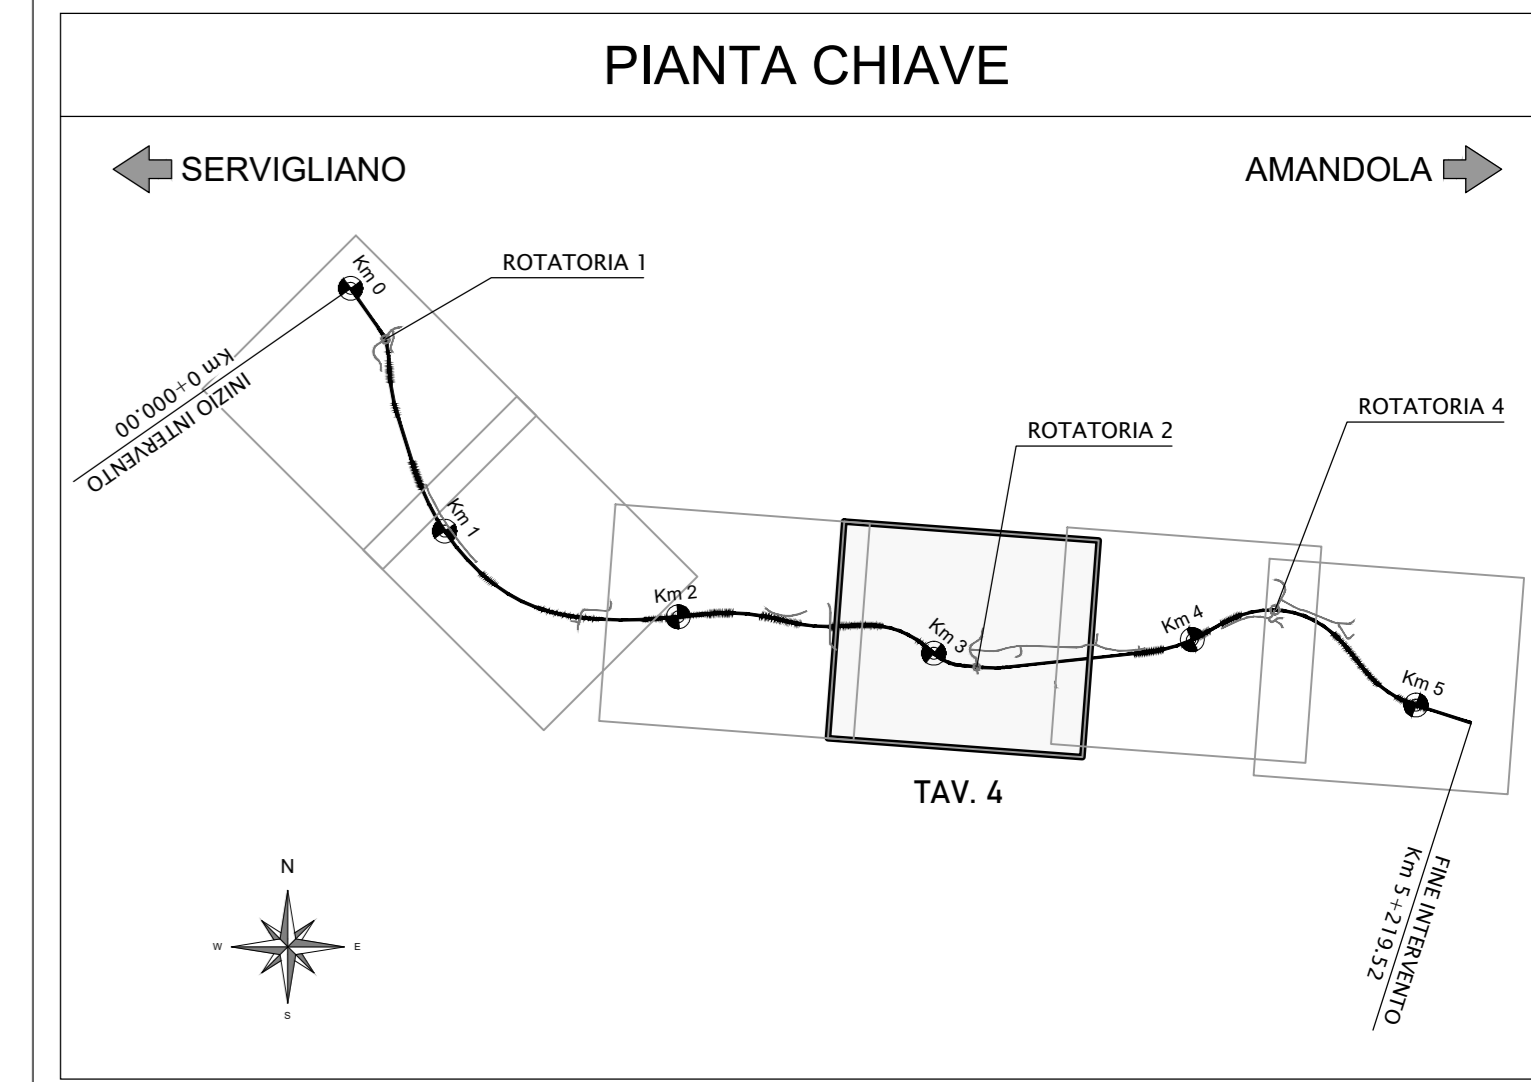 PIANTA CHIAVE
SERVIGLIANO
AMANDOLA
Km 0
ROTATORIA 1
Km 0+000.00
INIZIO INTERVENTO
ROTATORIA 4
ROTATORIA 2
Km 1
Km 2
Km 3
Km 4
Km 5
TAV. 4
FINE INTERVENTO
Km 5+219.52
N
W
E
S